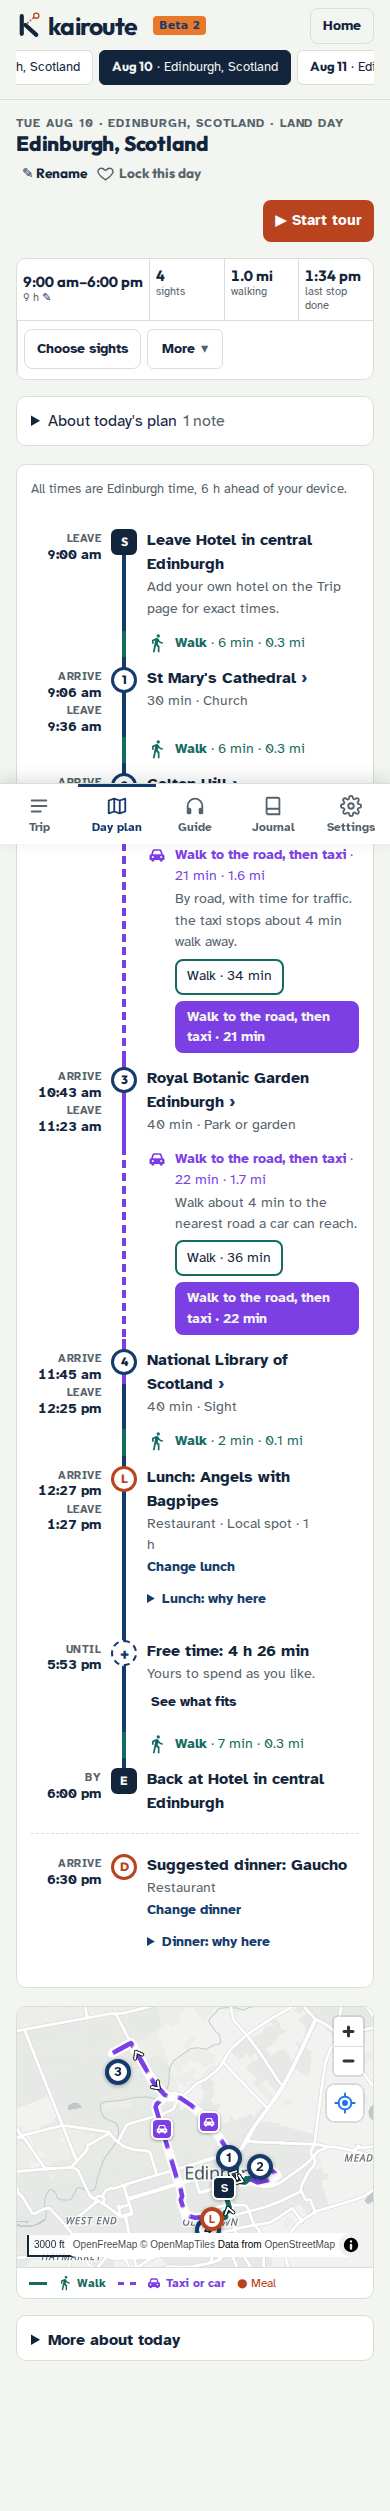 kairoute Beta 2 Home
h, Scotland Aug 10 · Edinburgh, Scotland Aug 11 · Edi
TUE AUG 10 · EDINBURGH, SCOTLAND · LAND DAY
Edinburgh, Scotland
✎ Rename Lock this day
▶ Start tour
9:00 am–6:00 pm 4 1.0 mi 1:34 pm
9 h ✎ sights walking last stop
done
Choose sights More ▾
▶ About today's plan 1 note
All times are Edinburgh time, 6 h ahead of your device.
LEAVE S Leave Hotel in central
9:00 am Edinburgh
Add your own hotel on the Trip
page for exact times.
Walk · 6 min · 0.3 mi
ARRIVE 1 St Mary's Cathedral ›
9:06 am 30 min · Church
LEAVE
9:36 am
Walk · 6 min · 0.3 mi
ARRIVE Calton Hill ›
Trip Day plan Guide Journal Settings
Walk to the road, then taxi ·
21 min · 1.6 mi
By road, with time for traffic.
the taxi stops about 4 min
walk away.
Walk · 34 min
Walk to the road, then
taxi · 21 min
ARRIVE 3 Royal Botanic Garden
10:43 am Edinburgh ›
LEAVE 40 min · Park or garden
11:23 am
Walk to the road, then taxi ·
22 min · 1.7 mi
Walk about 4 min to the
nearest road a car can reach.
Walk · 36 min
Walk to the road, then
taxi · 22 min
ARRIVE 4 National Library of
11:45 am Scotland ›
LEAVE 40 min · Sight
12:25 pm
Walk · 2 min · 0.1 mi
ARRIVE L Lunch: Angels with
12:27 pm Bagpipes
LEAVE Restaurant · Local spot · 1
1:27 pm h
Change lunch
▶ Lunch: why here
UNTIL + Free time: 4 h 26 min
5:53 pm Yours to spend as you like.
See what fits
Walk · 7 min · 0.3 mi
BY E Back at Hotel in central
6:00 pm Edinburgh
ARRIVE D Suggested dinner: Gaucho
6:30 pm Restaurant
Change dinner
▶ Dinner: why here
+
−
3
1 2
MEAD
Edin
S
WEST END L
3000 ft OpenFreeMap © OpenMapTiles Data from OpenStreetMap
HAYMARKET
Walk Taxi or car Meal
▶ More about today